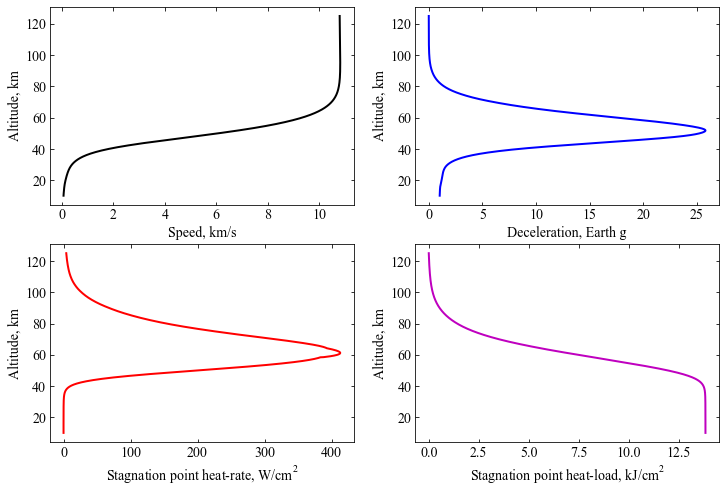 120
100
80
60
40
20
Altitude, km
0 2 4 6 8 10
Speed, km/s
120
100
80
60
40
20
Altitude, km
0 5 10 15 20 25
Deceleration, Earth g
120
100
80
60
40
20
Altitude, km
0 100 200 300 400
Stagnation point heat-rate, W/cm²
120
100
80
60
40
20
Altitude, km
0.0 2.5 5.0 7.5 10.0 12.5
Stagnation point heat-load, kJ/cm²